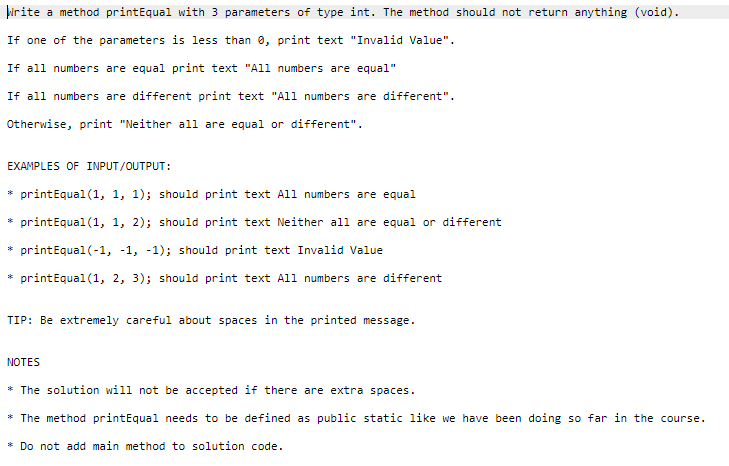 Write a method printEqual with 3 parameters of type int. The method should not return anything (void).
If one of the parameters is less than 0, print text "Invalid Value".
If all numbers are equal print text "All numbers are equal"
If all numbers are different print text "All numbers are different".
Otherwise, print "Neither all are equal or different".
EXAMPLES OF INPUT/OUTPUT:
* printEqual(1, 1, 1); should print text All numbers are equal
* printEqual(1, 1, 2); should print text Neither all are equal or different
* printEqual(-1, -1, -1); should print text Invalid Value
* printEqual(1, 2, 3); should print text All numbers are different
TIP: Be extremely careful about spaces in the printed message.
NOTES
* The solution will not be accepted if there are extra spaces.
* The method printEqual needs to be defined as public static like we have been doing so far in the course.
* Do not add main method to solution code.